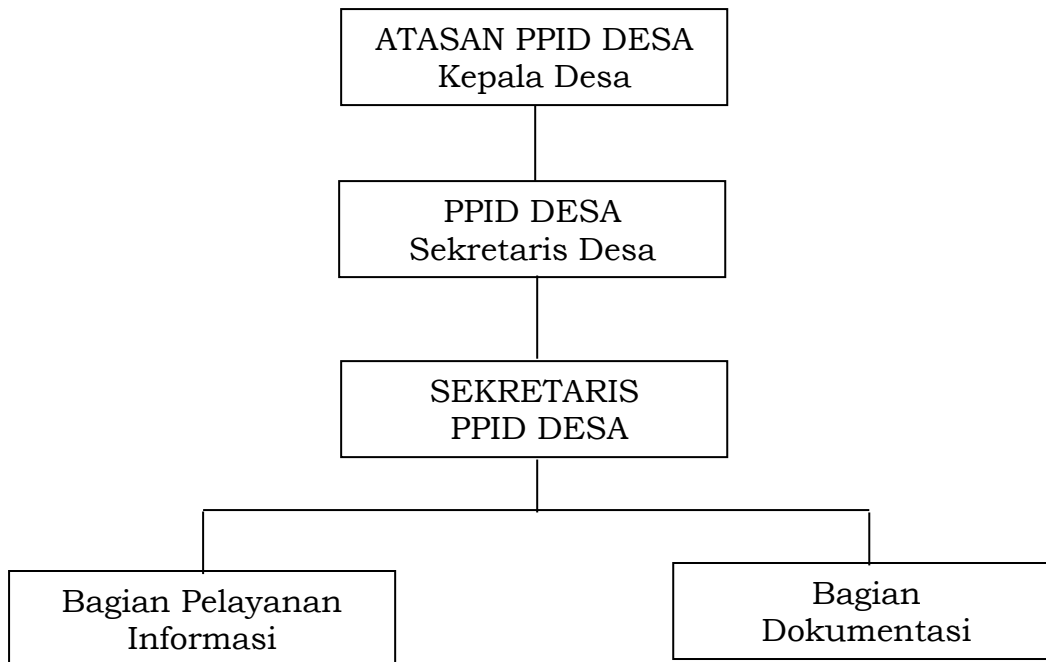 ATASAN PPID DESA
Kepala Desa
PPID DESA
Sekretaris Desa
SEKRETARIS
PPID DESA
Bagian Pelayanan
Informasi
Bagian
Dokumentasi